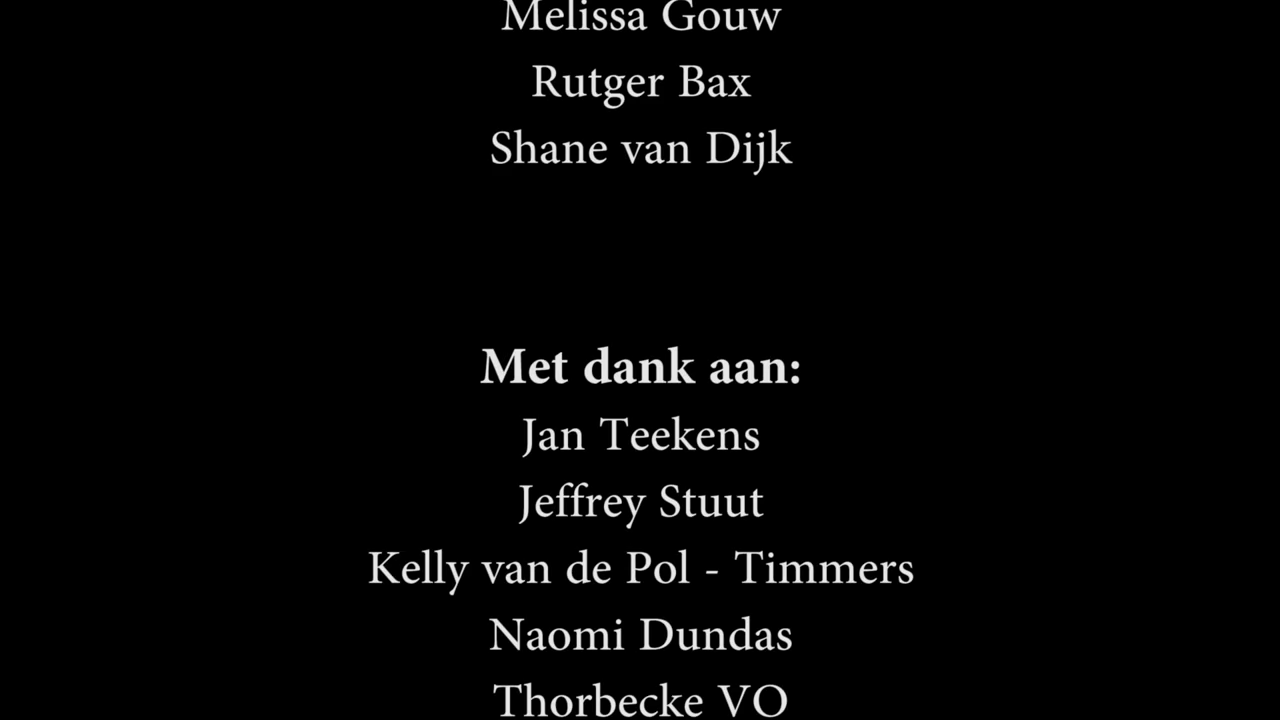 Melissa Gouw
Rutger Bax
Shane van Dijk
Met dank aan:
Jan Teekens
Jeffrey Stuut
Kelly van de Pol - Timmers
Naomi Dundas
Thorbecke VO